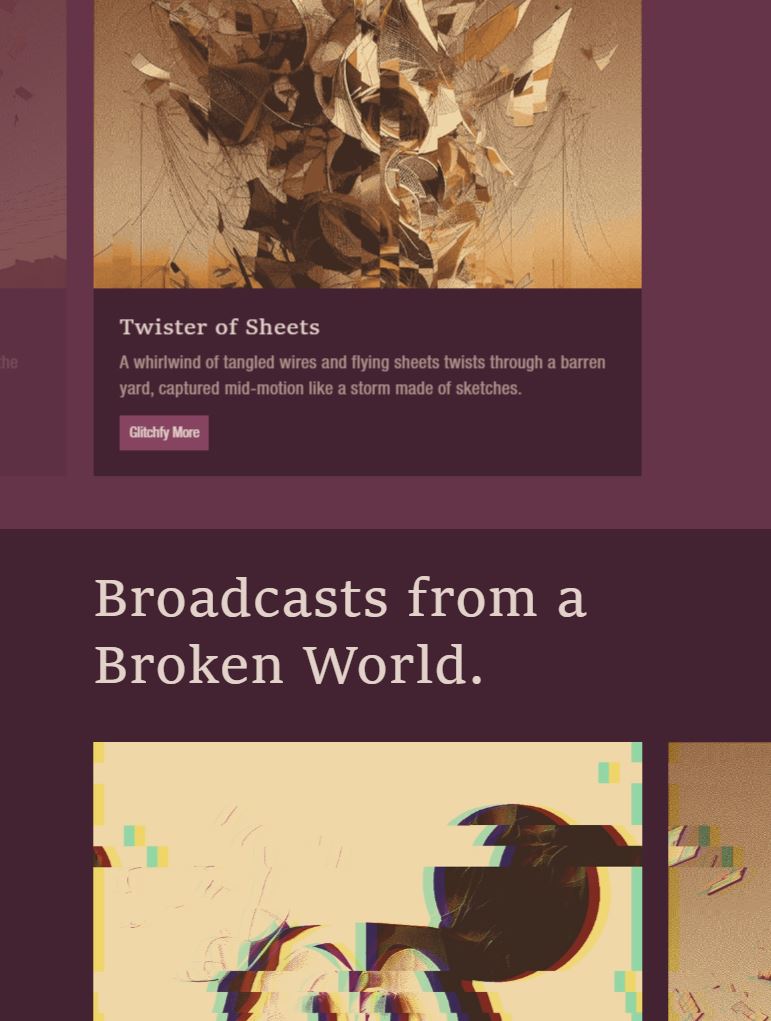 Twister of Sheets
the
A whirlwind of tangled wires and flying sheets twists through a barren
yard, captured mid-motion like a storm made of sketches.
Glitchfy More
Broadcasts from a
Broken World.